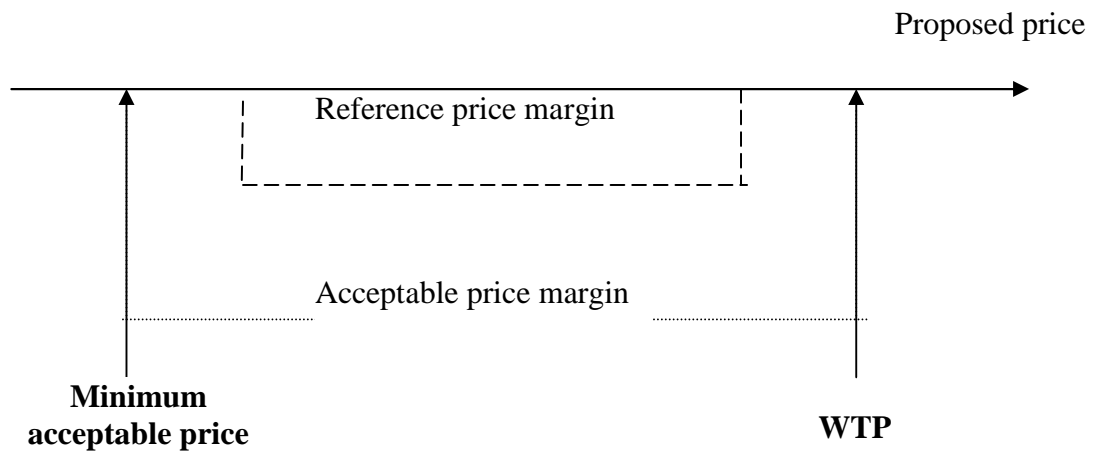 Proposed price
Reference price margin
Acceptable price margin
Minimum
acceptable price
WTP